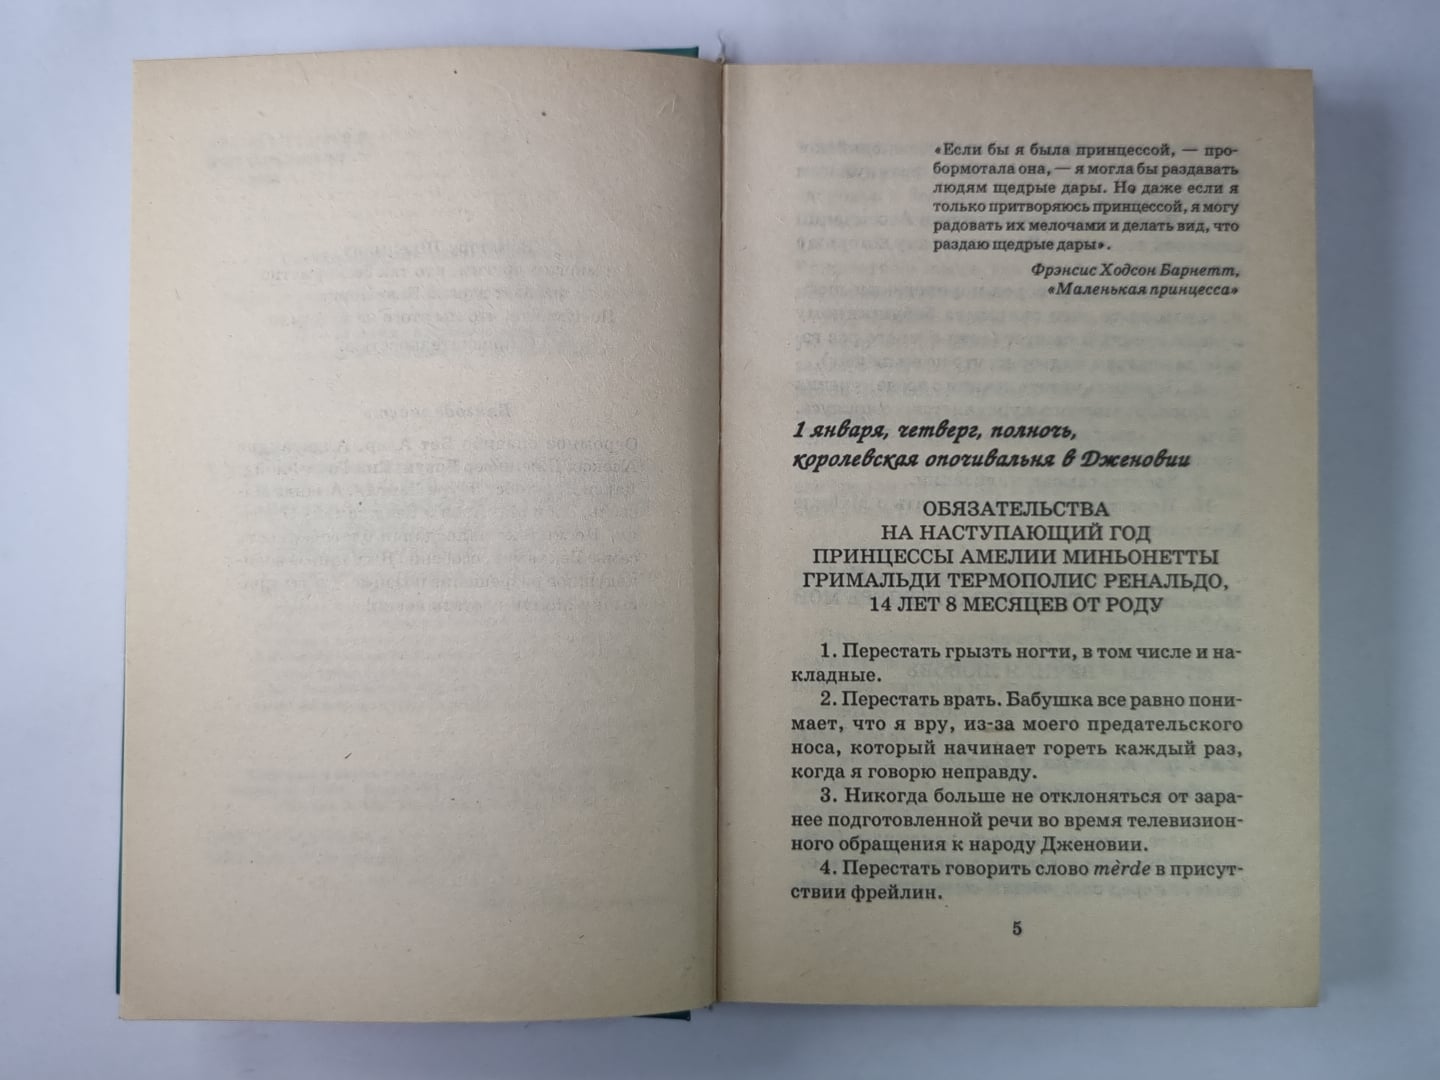 «Если бы я была принцессой, — про-
бормотала она, — я могла бы раздавать
людям щедрые дары. Но даже если я
только притворяюсь принцессой, я могу
радовать их мелочами и делать вид, что
раздаю щедрые дары».
Фрэнсис Ходсон Барнетт,
«Маленькая принцесса»
1 января, четверг, полночь,
королевская опочивальня в Дженовии
ОБЯЗАТЕЛЬСТВА
НА НАСТУПАЮЩИЙ ГОД
ПРИНЦЕССЫ АМЕЛИИ МИНЬОНЕТТЫ
ГРИМАЛЬДИ ТЕРМОПОЛИС РЕНАЛЬДО,
14 ЛЕТ 8 МЕСЯЦЕВ ОТ РОДУ
1. Перестать грызть ногти, в том числе и на-
кладные.
2. Перестать врать. Бабушка все равно пони-
мает, что я вру, из-за моего предательского
носа, который начинает гореть каждый раз,
когда я говорю неправду.
3. Никогда больше не отклоняться от зара-
нее подготовленной речи во время телевизион-
ного обращения к народу Дженовии.
4. Перестать говорить слово mèrde в присут-
ствии фрейлин.
5